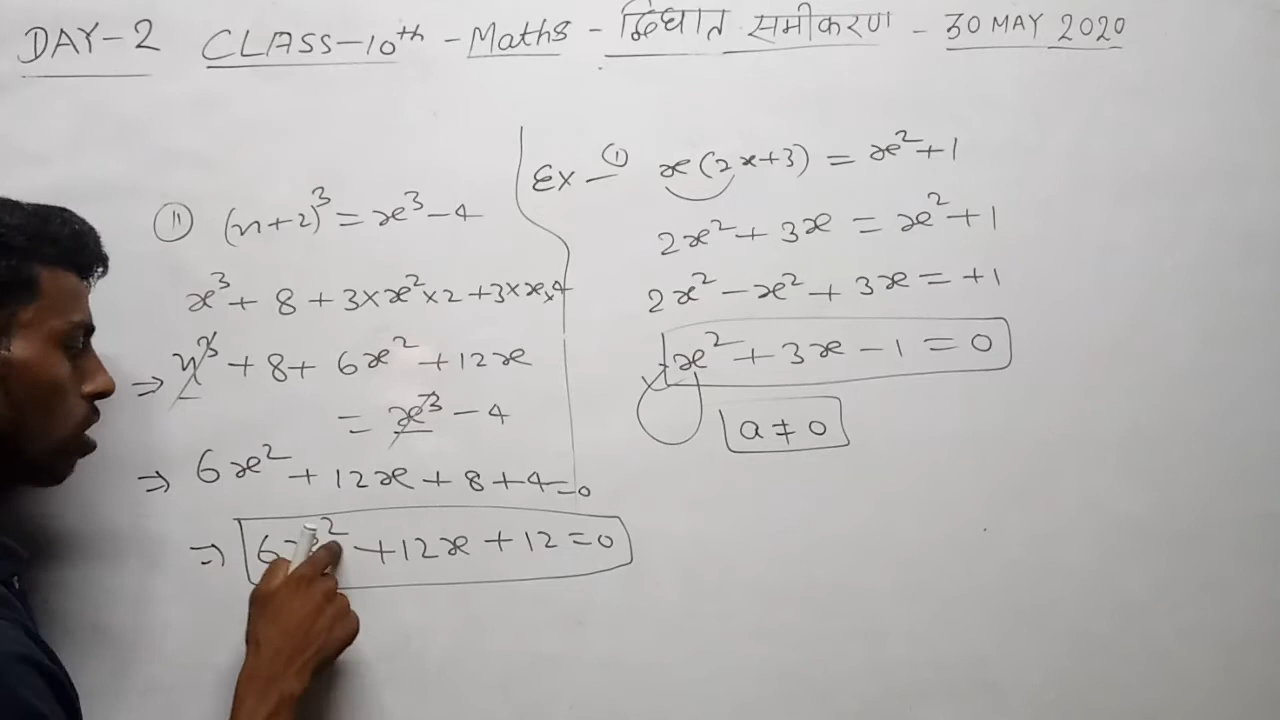 DAY-2 CLASS-10th - Maths - द्विघात समीकरण - 30 MAY 2020
(11) (x+2)³ = x³ - 4
x³ + 8 + 3×x²×2 + 3×x×4
⇒ x³ + 8 + 6x² + 12x
= x³ - 4
⇒ 6x² + 12x + 8 + 4 = 0
⇒ 6x² + 12x + 12 = 0
Ex - (1) x(2x+3) = x² + 1
2x² + 3x = x² + 1
2x² - x² + 3x = +1
x² + 3x - 1 = 0
a ≠ 0